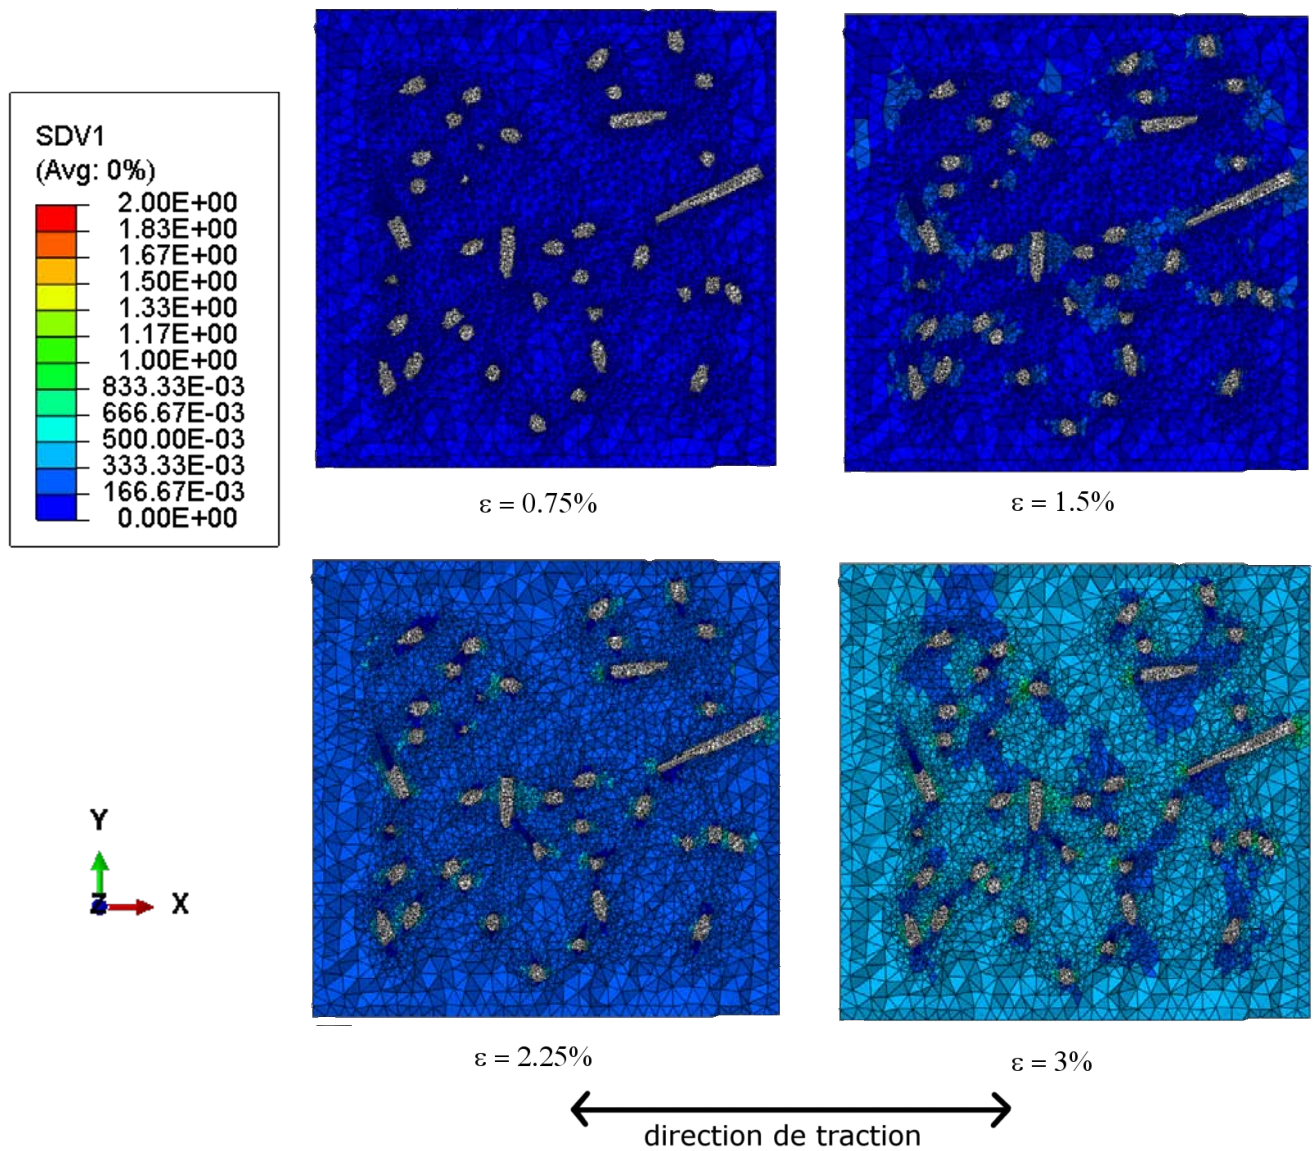 SDV1
(Avg: 0%)
2.00E+00
1.83E+00
1.67E+00
1.50E+00
1.33E+00
1.17E+00
1.00E+00
833.33E-03
666.67E-03
500.00E-03
333.33E-03
166.67E-03
0.00E+00
ε = 0.75%
ε = 1.5%
Y
Z
X
ε = 2.25%
ε = 3%
direction de traction